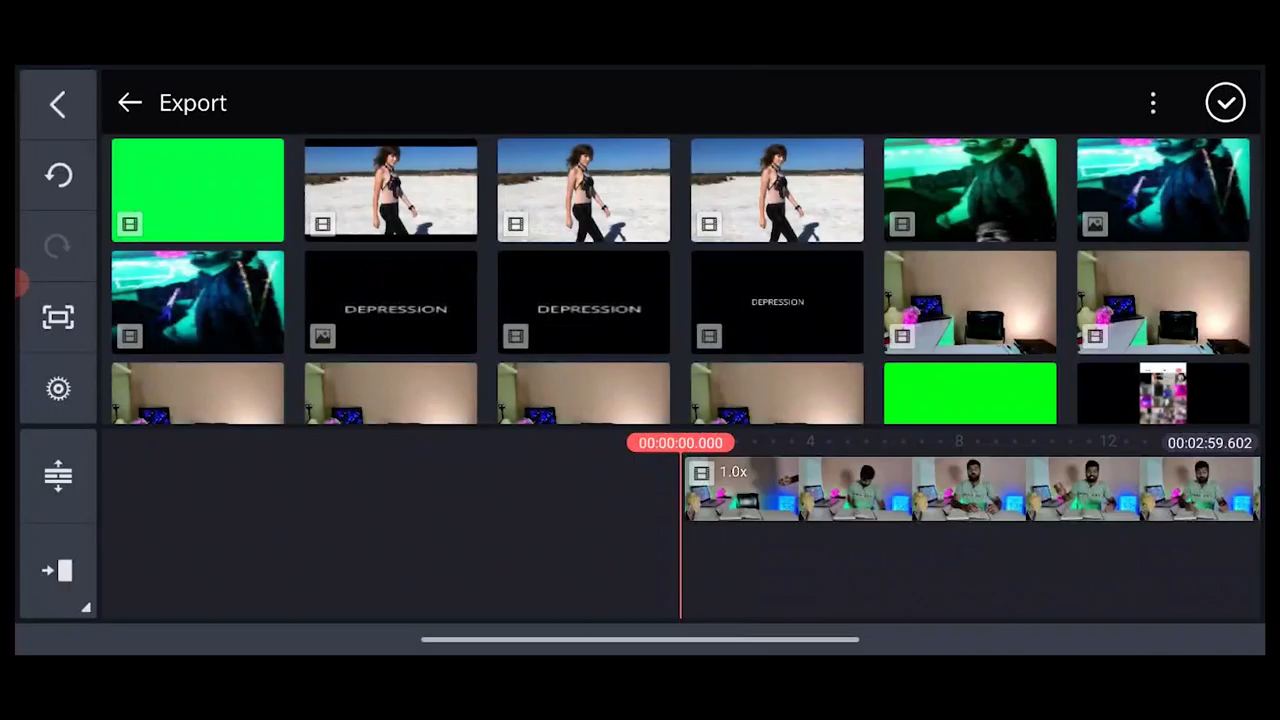 Export
DEPRESSION
DEPRESSION
DEPRESSION
00:00:00.000
4
8
12
00:02:59.602
1.0x